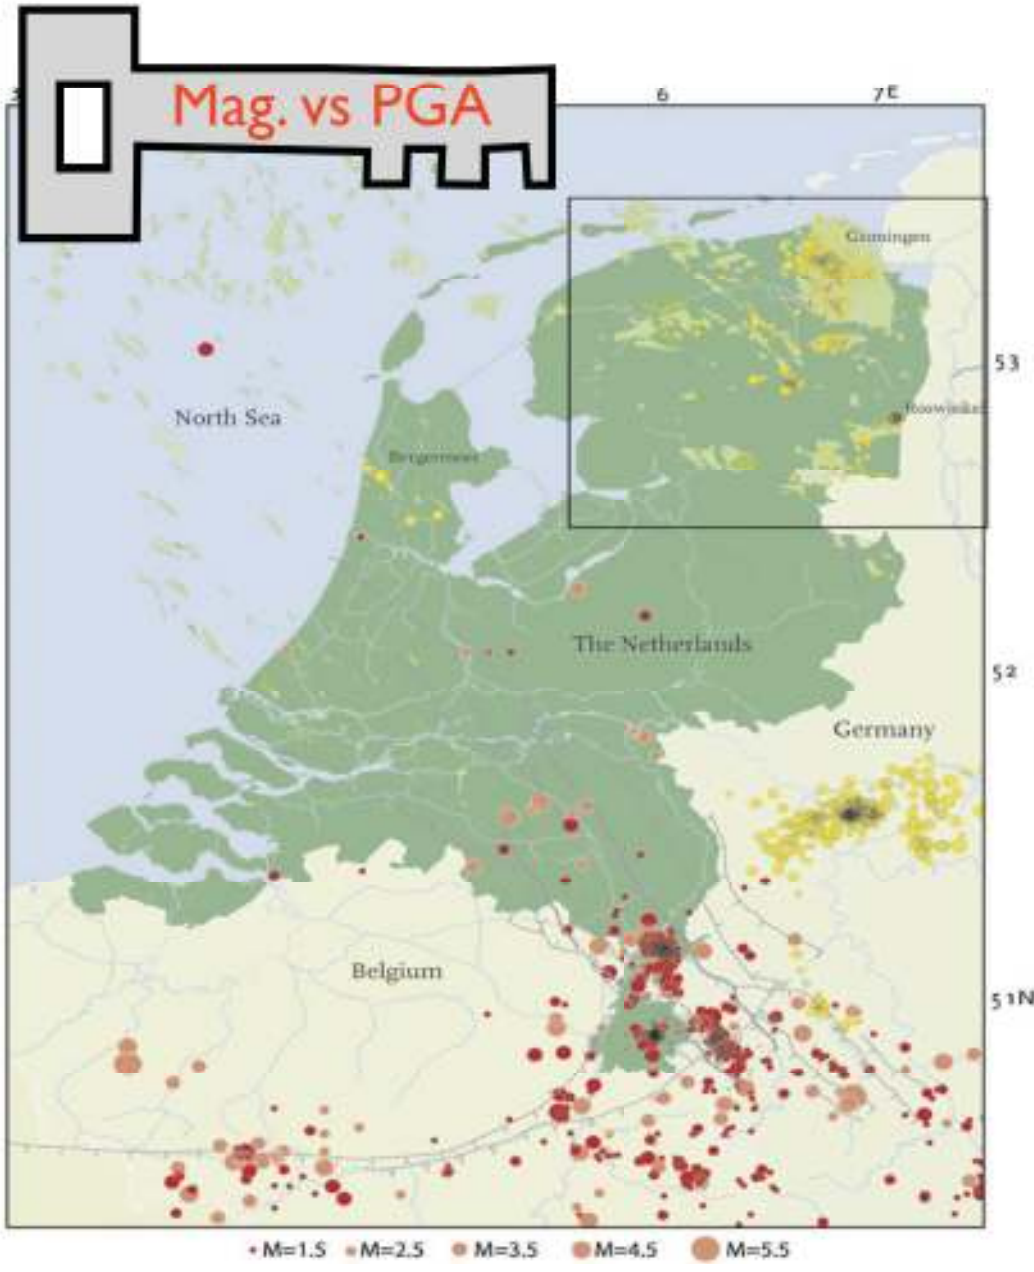 Mag. vs PGA
6
7E
Groningen
53
North Sea
Roswinkel
Bergermeer
The Netherlands
52
Germany
Belgium
51N
M=1.5 M=2.5 M=3.5 M=4.5 M=5.5